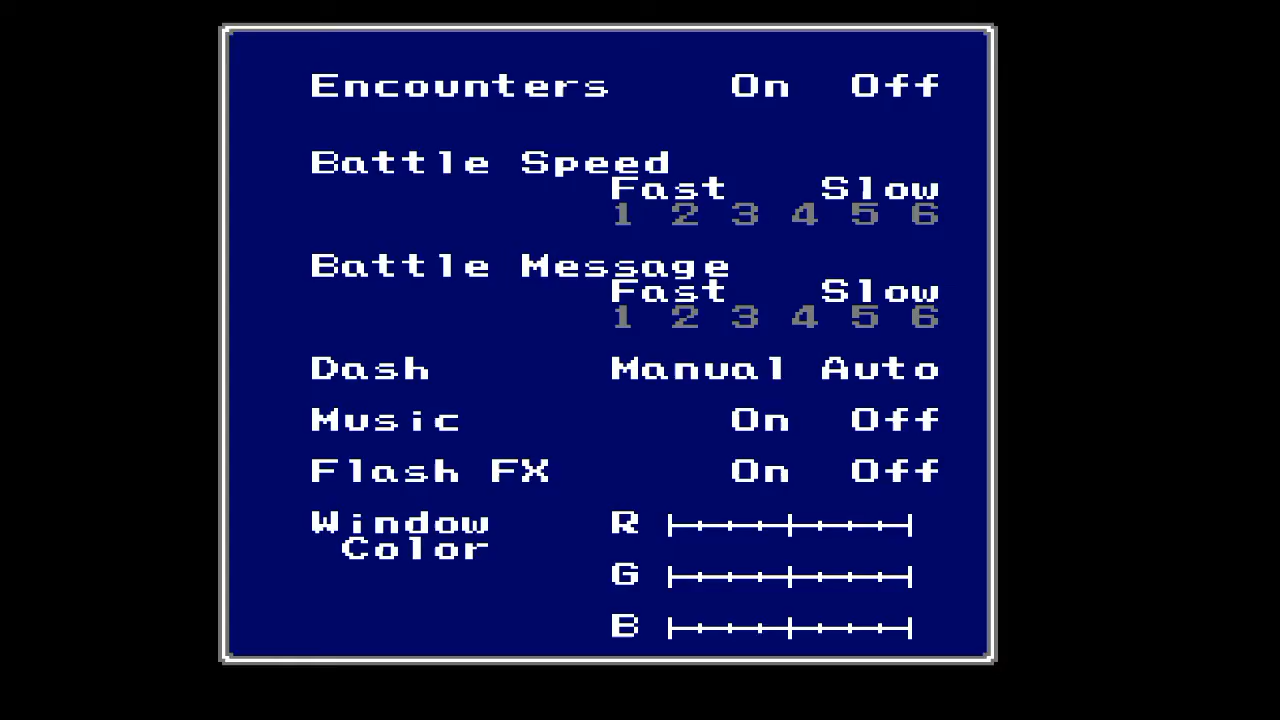 Encounters On Off
Battle Speed
Fast Slow
1 2 3 4 5 6
Battle Message
Fast Slow
1 2 3 4 5 6
Dash Manual Auto
Music On Off
Flash FX On Off
Window R
Color
G
B